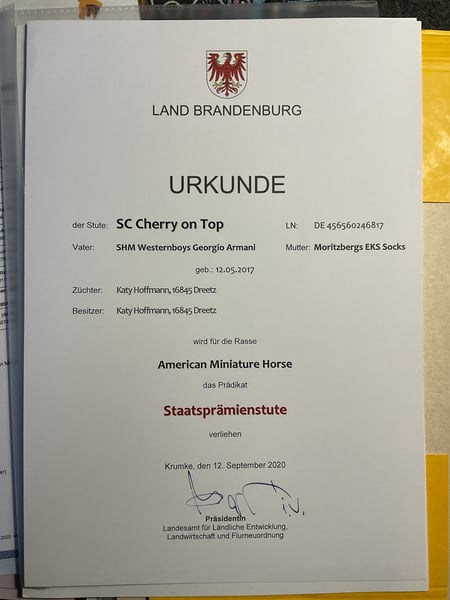 LAND BRANDENBURG
URKUNDE
der Stute: SC Cherry on Top LN: DE 456560246817
Vater: SHM Westernboys Georgio Armani Mutter: Moritzbergs EKS Socks
geb.: 12.05.2017
Züchter: Katy Hoffmann, 16845 Dreetz
Besitzer: Katy Hoffmann, 16845 Dreetz
wird für die Rasse
American Miniature Horse
das Prädikat
Staatsprämienstute
verliehen
Krumke, den 12. September 2020
i.V.
Präsidentin
Landesamt für Ländliche Entwicklung,
Landwirtschaft und Flurneuordnung